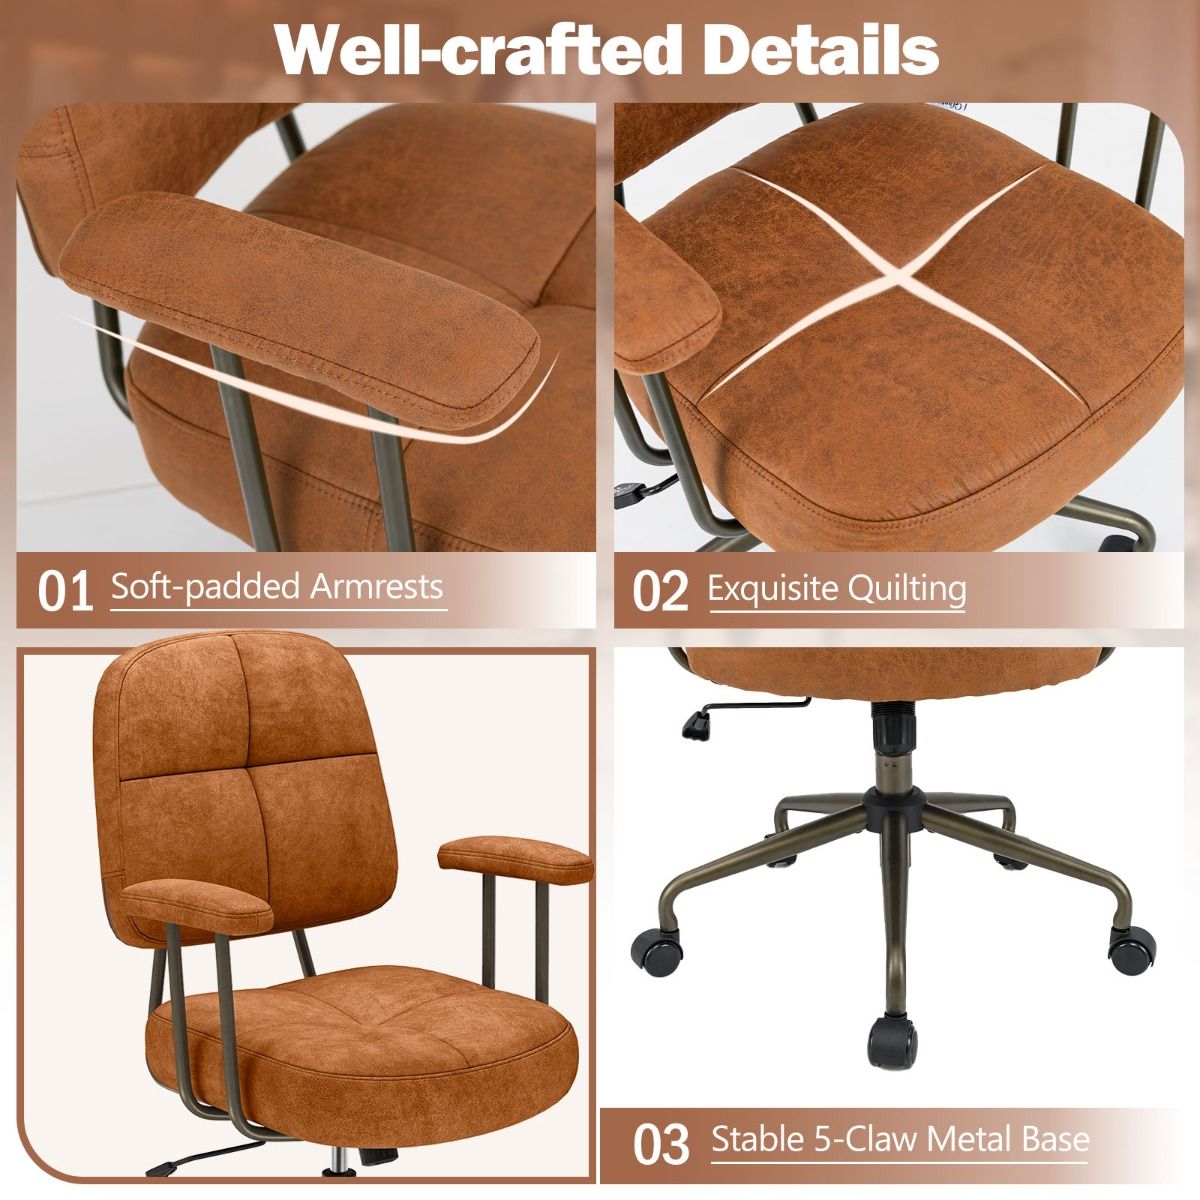 Well-crafted Details
01 Soft-padded Armrests
02 Exquisite Quilting
03 Stable 5-Claw Metal Base